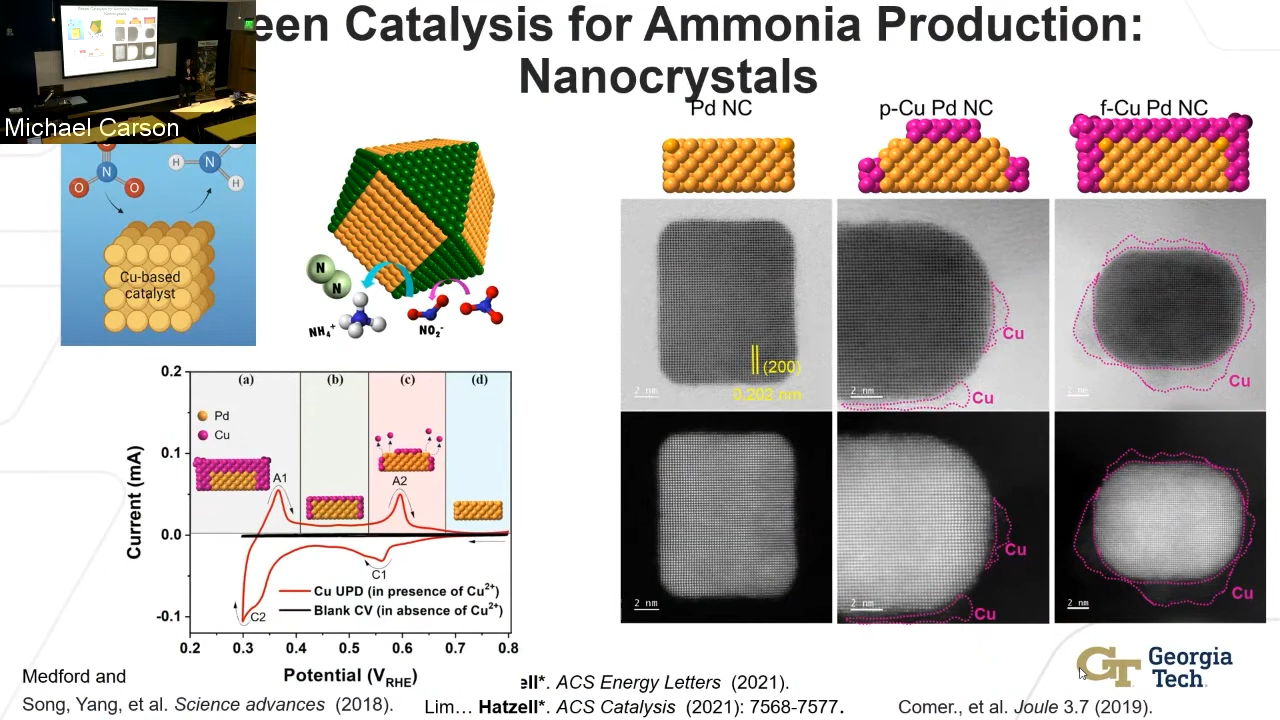 een Catalysis for Ammonia Production:
Nanocrystals
Michael Carson
Pd NC
p-Cu Pd NC
f-Cu Pd NC
N
O
O
H
N
H
Cu-based
catalyst
N
N
NH4+
NO2-
(200)
0.202 nm
2 nm
Cu
Cu
2 nm
Cu
2 nm
2 nm
Cu
2 nm
Cu
2 nm
Current (mA)
0.2
0.1
0.0
-0.1
(a)
(b)
(c)
(d)
Pd
Cu
A1
A2
C1
C2
Cu UPD (in presence of Cu2+)
Blank CV (in absence of Cu2+)
0.2 0.3 0.4 0.5 0.6 0.7 0.8
Potential (VRHE)
Medford and
ell*. ACS Energy Letters (2021).
Song, Yang, et al. Science advances (2018).
Lim… Hatzell*. ACS Catalysis (2021): 7568-7577.
Comer., et al. Joule 3.7 (2019).
GT Georgia
Tech